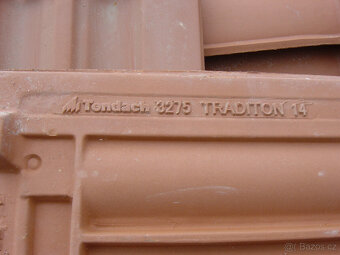 Tondach 3275 TRADITON 14
© Bazos.cz